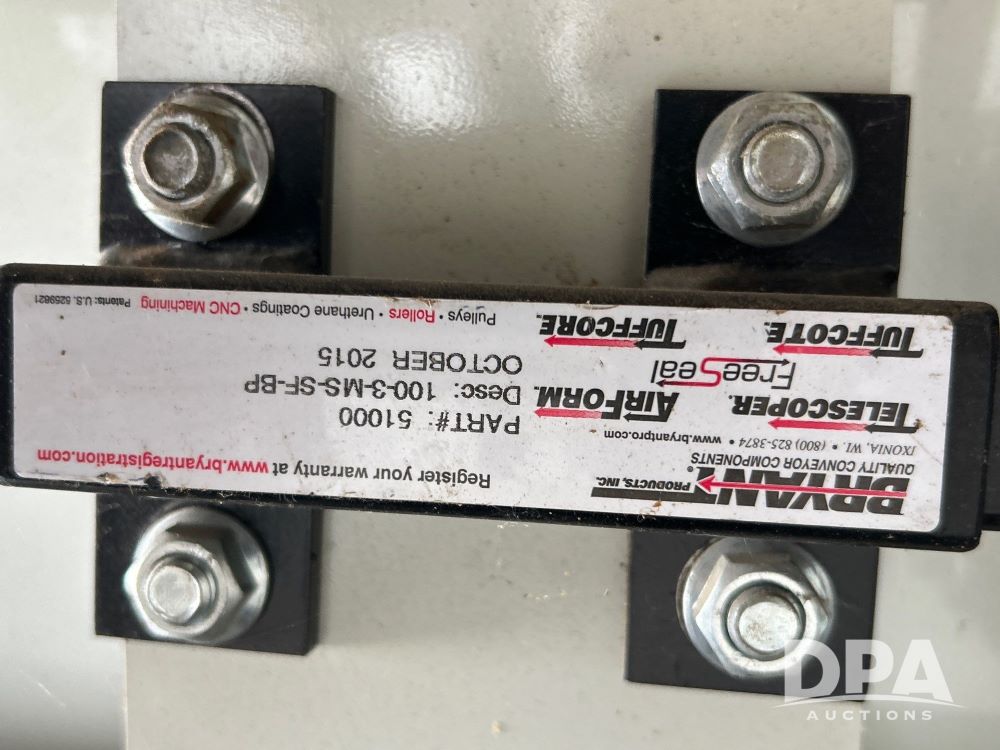 BRYANT®
PRODUCTS, INC.
QUALITY CONVEYOR COMPONENTS
IXONIA, WI. • (800) 825-3874 • www.bryantpro.com
TELESCOPER.
AIRFORM.
FreeSeal
TUFFCOTE.
TUFFCORE.
Register your warranty at www.bryantregistration.com
PART#: 51000
Desc: 100-3-MS-SF-BP
OCTOBER 2015
Pulleys • Rollers • Urethane Coatings • CNC Machining
Patents: U.S. 8259821
DPA
AUCTIONS